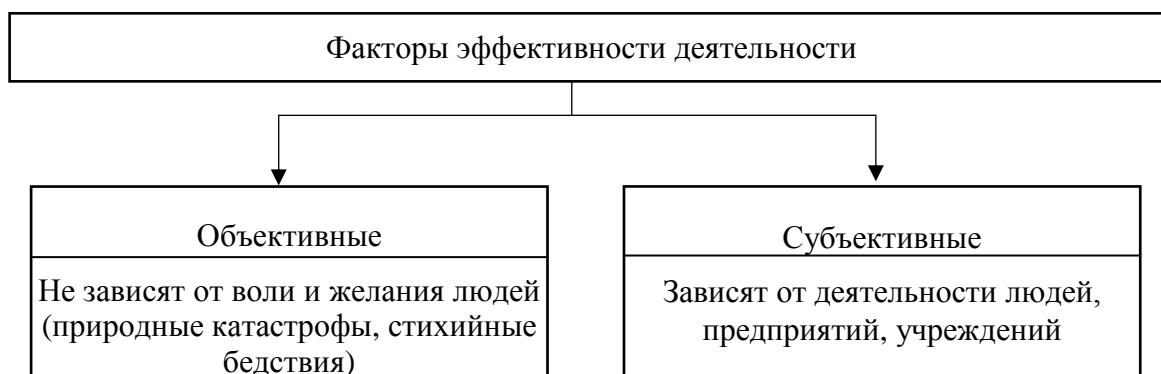 Факторы эффективности деятельности
Объективные
Не зависят от воли и желания людей
(природные катастрофы, стихийные
бедствия)
Субъективные
Зависят от деятельности людей,
предприятий, учреждений